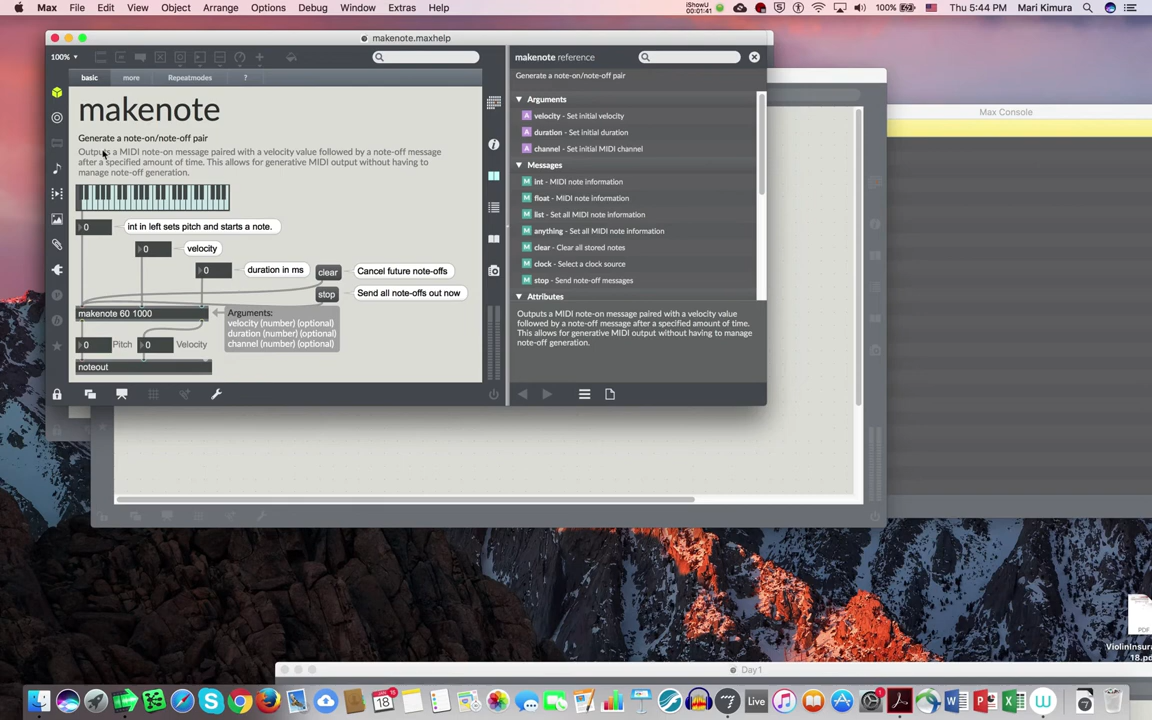 Max File Edit View Object Arrange Options Debug Window Extras Help
iShowU
00:01:41
100% Thu 5:44 PM Mari Kimura
makenote.maxhelp
100%
basic more Repeatmodes ?
makenote
Generate a note-on/note-off pair
Outputs a MIDI note-on message paired with a velocity value followed by a note-off message
after a specified amount of time. This allows for generative MIDI output without having to
manage note-off generation.
0 int in left sets pitch and starts a note.
0 velocity
0 duration in ms
clear Cancel future note-offs
stop Send all note-offs out now
makenote 60 1000
Arguments:
velocity (number) (optional)
duration (number) (optional)
channel (number) (optional)
0 Pitch 0 Velocity
noteout
makenote reference
Generate a note-on/note-off pair
Arguments
A velocity - Set initial velocity
A duration - Set initial duration
A channel - Set initial MIDI channel
Messages
M int - MIDI note information
M float - MIDI note information
M list - Set all MIDI note information
M anything - Set all MIDI note information
M clear - Clear all stored notes
M clock - Select a clock source
M stop - Send note-off messages
Attributes
Outputs a MIDI note-on message paired with a velocity value
followed by a note-off message after a specified amount of time.
This allows for generative MIDI output without having to manage
note-off generation.
Max Console
PDF
ViolinInsura
18.pd
Day1
Live